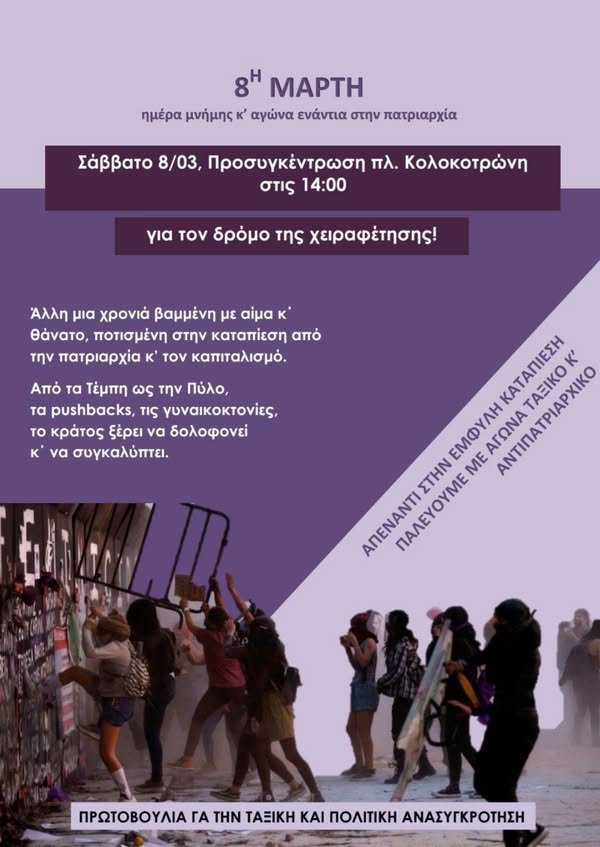 8Η ΜΑΡΤΗ
ημέρα μνήμης κ' αγώνα ενάντια στην πατριαρχία
Σάββατο 8/03, Προσυγκέντρωση πλ. Κολοκοτρώνη
στις 14:00
για τον δρόμο της χειραφέτησης!
Άλλη μια χρονιά βαμμένη με αίμα κ΄
θάνατο, ποτισμένη στην καταπίεση από
την πατριαρχία κ' τον καπιταλισμό.
Από τα Τέμπη ως την Πύλο,
τα pushbacks, τις γυναικοκτονίες,
το κράτος ξέρει να δολοφονεί
κ΄ να συγκαλύπτει.
ΑΠΕΝΑΝΤΙ ΣΤΗΝ ΕΜΦΥΛΗ ΚΑΤΑΠΙΕΣΗ
ΠΑΛΕΥΟΥΜΕ ΜΕ ΑΓΩΝΑ ΤΑΞΙΚΟ Κ'
ΑΝΤΙΠΑΤΡΙΑΡΧΙΚΟ
ΠΡΩΤΟΒΟΥΛΙΑ ΓΑ ΤΗΝ ΤΑΞΙΚΗ ΚΑΙ ΠΟΛΙΤΙΚΗ ΑΝΑΣΥΓΚΡΟΤΗΣΗ